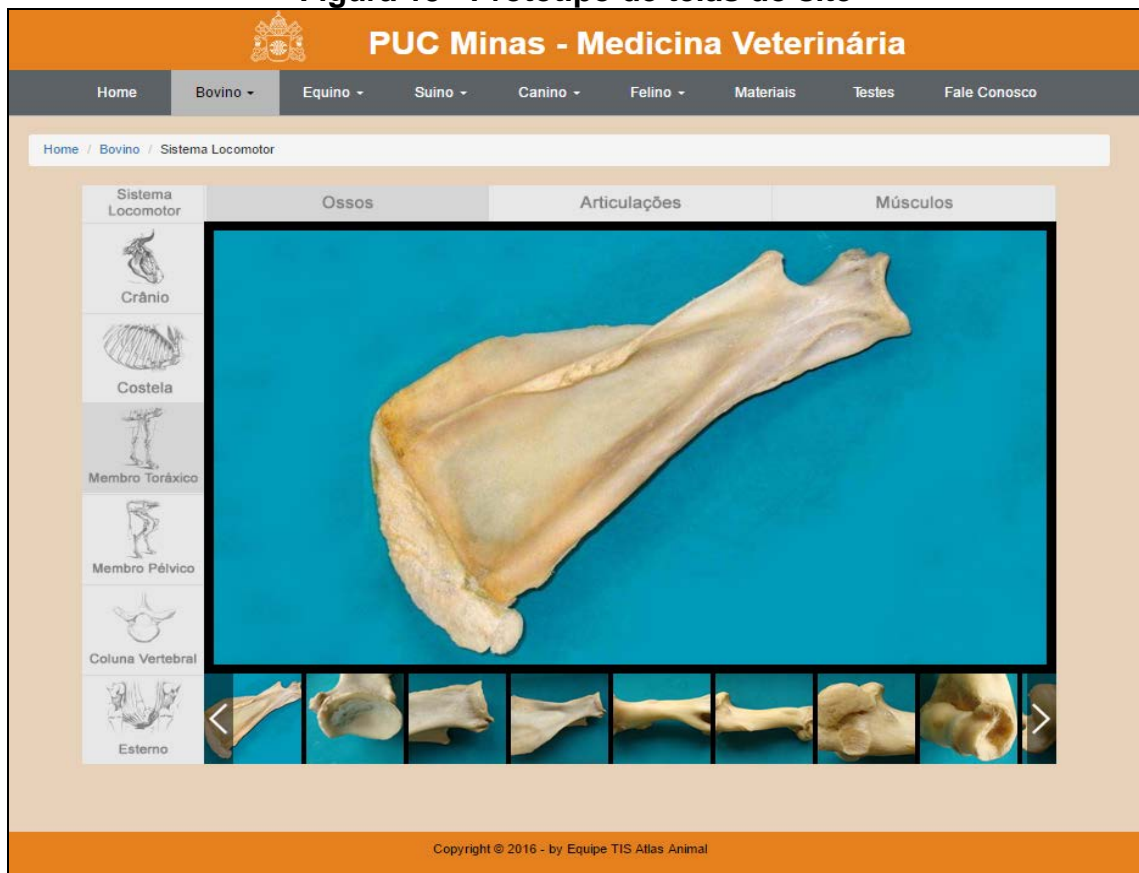 PUC Minas - Medicina Veterinária
Home Bovino Equino Suino Canino Felino Materiais Testes Fale Conosco
Home / Bovino / Sistema Locomotor
Sistema
Locomotor
Ossos Articulações Músculos
Crânio
Costela
Membro Toráxico
Membro Pélvico
Coluna Vertebral
Esterno
Copyright © 2016 - by Equipe TIS Atlas Animal